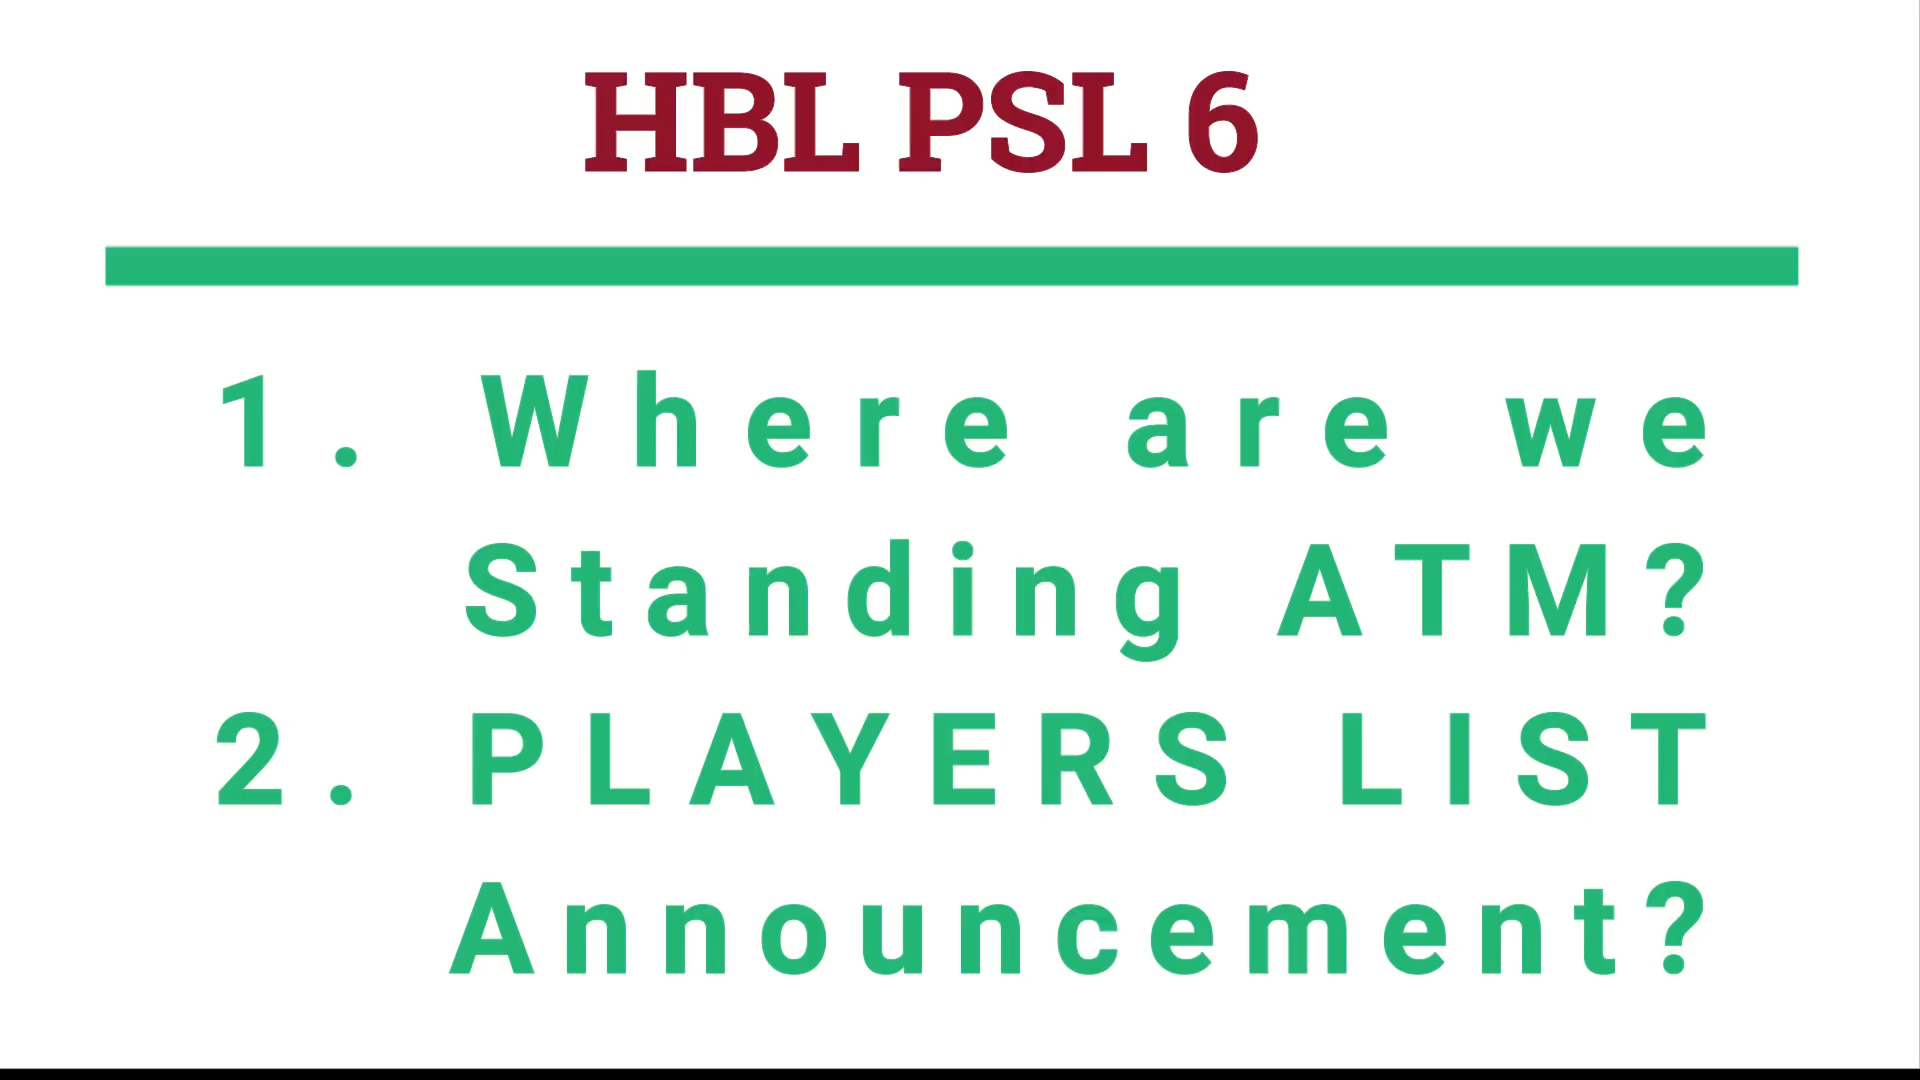 HBL PSL 6
1. Where are we
Standing ATM?
2. PLAYERS LIST
Announcement?